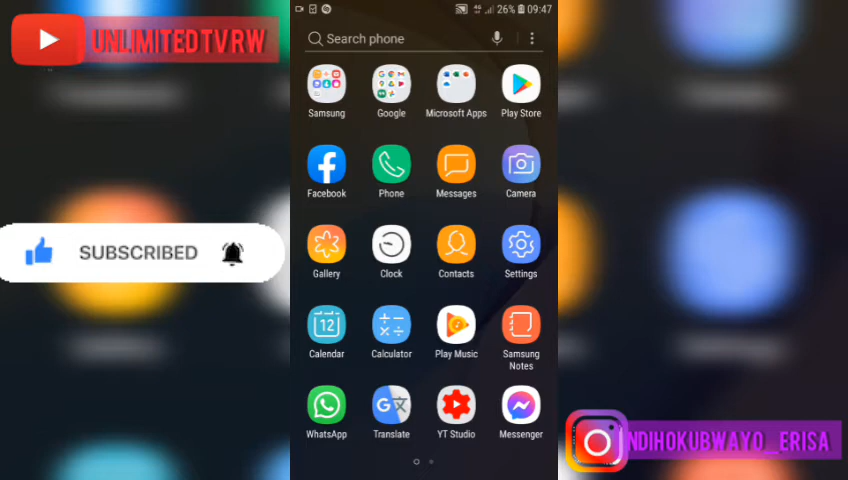 UNLIMITEDTVRW
4G 26% 09:47
Search phone
Samsung Google Microsoft Apps Play Store
Facebook Phone Messages Camera
Gallery Clock Contacts Settings
SUBSCRIBED
12
Calendar Calculator Play Music Samsung Notes
WhatsApp Translate YT Studio Messenger
NDIHOKUBWAYO_ERISA